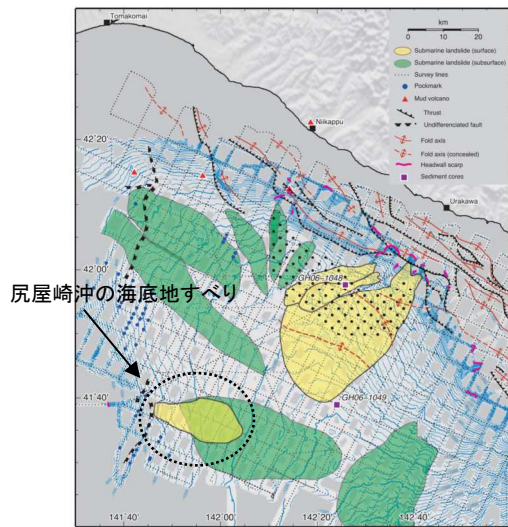 Tomakomai
km
0 10 20
Submarine landslide (surface)
Submarine landslide (subsurface)
Survey lines
Pockmark
Mud volcano
Thrust
Undifferenciated fault
Fold axis
Fold axis (concealed)
Headwall scarp
Sediment cores
Niikappu
42°20'
Urakawa
42°00'
GH06-1048
尻屋崎沖の海底地すべり
41°40'
GH06-1049
141°40' 142°00' 142°20' 142°40'